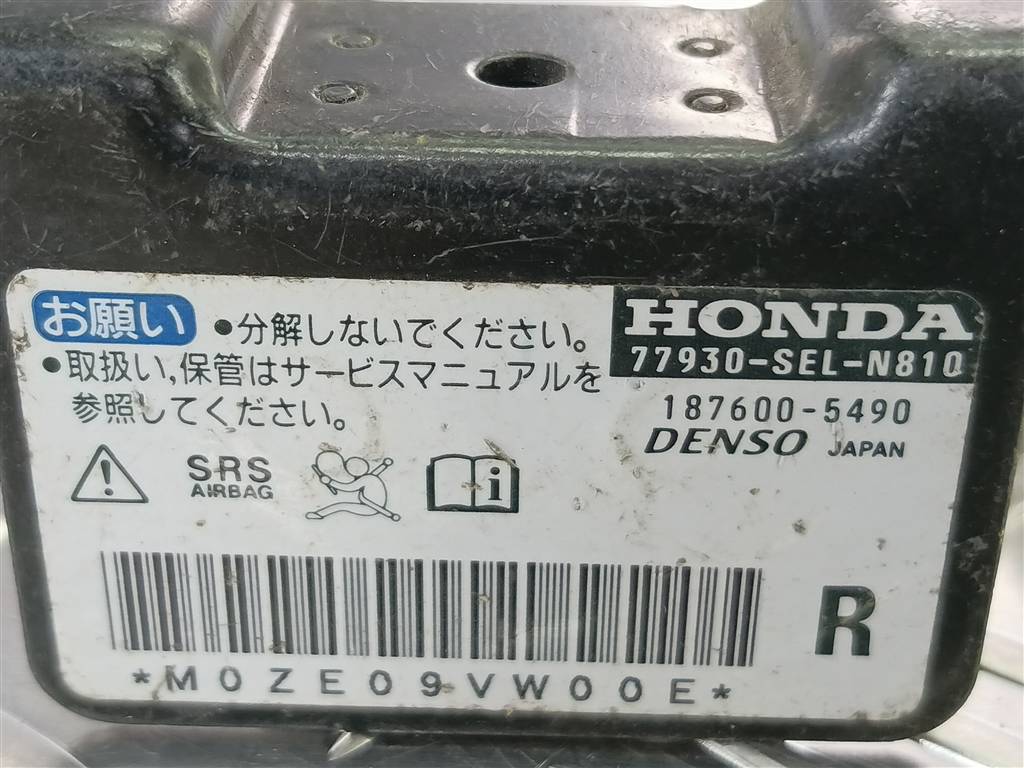 お願い
●分解しないでください。
●取扱い,保管はサービスマニュアルを
参照してください。
HONDA
77930-SEL-N810
187600-5490
DENSO JAPAN
SRS
AIRBAG
i
R
*M0ZE09VW00E*